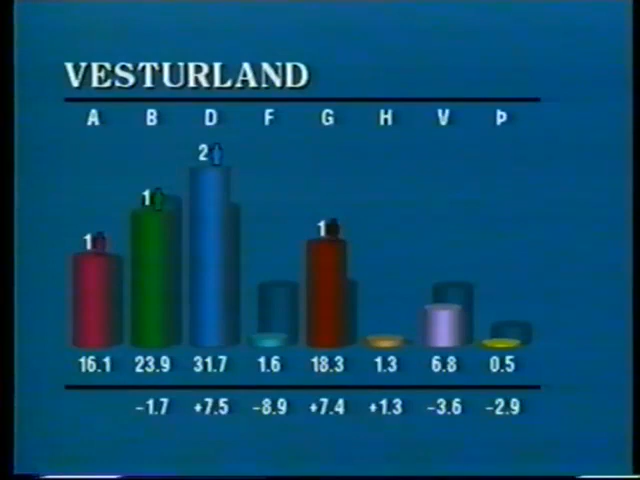 VESTURLAND
A B D F G H V Þ
2
1
1
1
16.1 23.9 31.7 1.6 18.3 1.3 6.8 0.5
-1.7 +7.5 -8.9 +7.4 +1.3 -3.6 -2.9